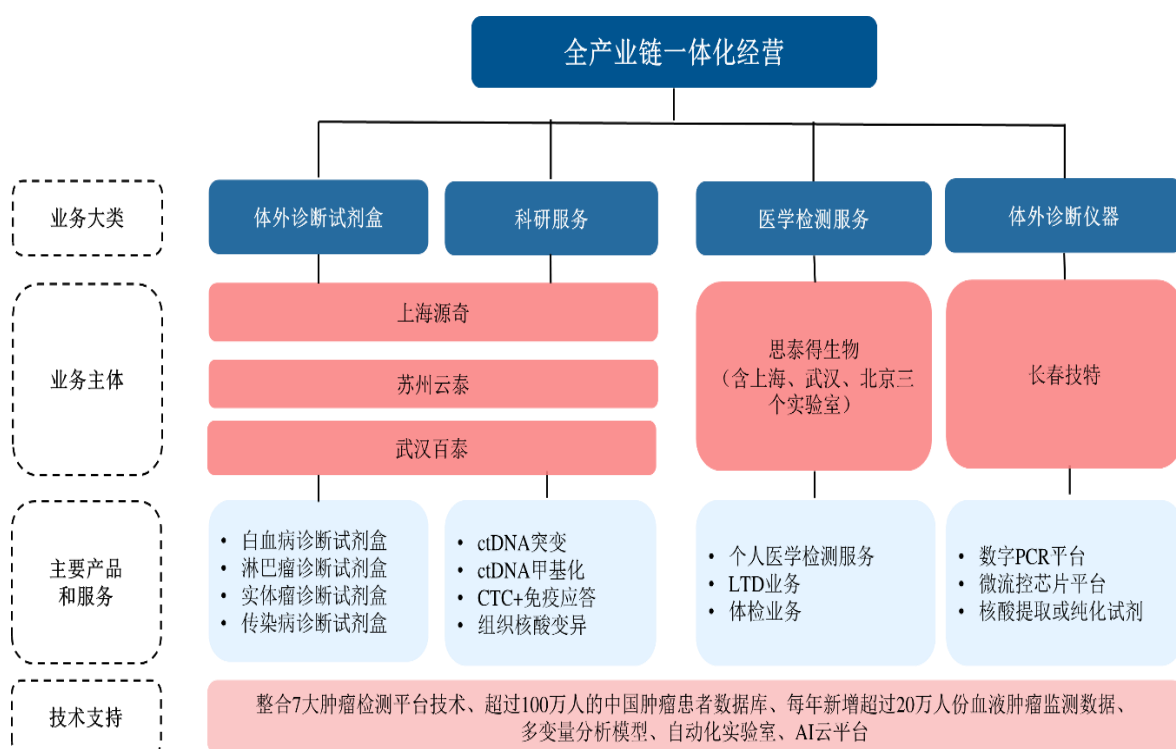 全产业链一体化经营
业务大类
体外诊断试剂盒
科研服务
医学检测服务
体外诊断仪器
业务主体
上海源奇
苏州云泰
武汉百泰
思泰得生物
（含上海、武汉、北京三
个实验室）
长春技特
主要产品
和服务
• 白血病诊断试剂盒
• 淋巴瘤诊断试剂盒
• 实体瘤诊断试剂盒
• 传染病诊断试剂盒
• ctDNA突变
• ctDNA甲基化
• CTC+免疫应答
• 组织核酸变异
• 个人医学检测服务
• LTD业务
• 体检业务
• 数字PCR平台
• 微流控芯片平台
• 核酸提取或纯化试剂
技术支持
整合7大肿瘤检测平台技术、超过100万人的中国肿瘤患者数据库、每年新增超过20万人份血液肿瘤监测数据、
多变量分析模型、自动化实验室、AI云平台